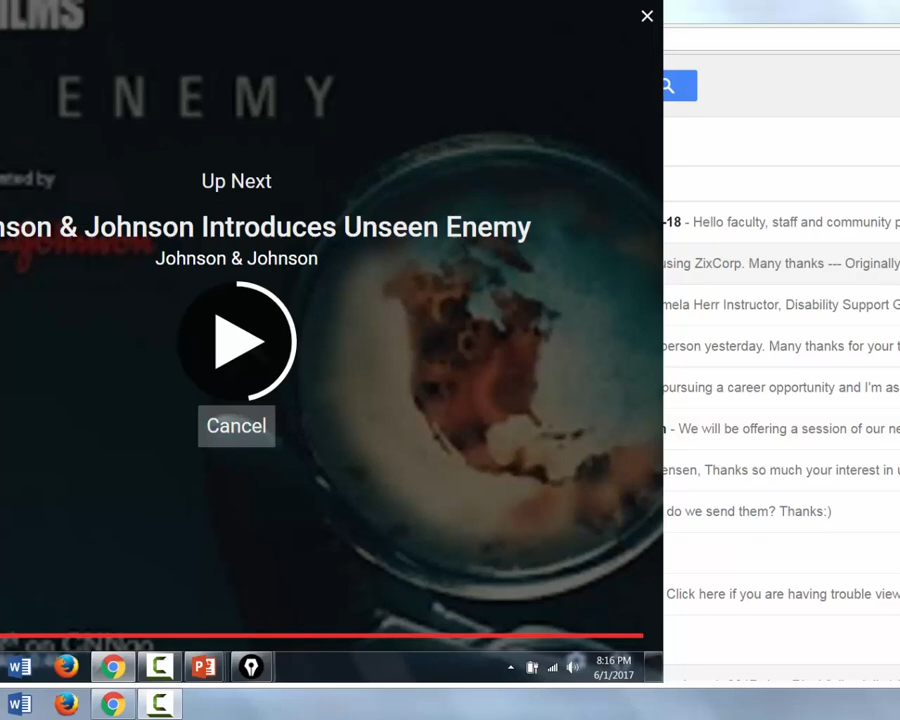 FILMS
ENEMY
Up Next
nson & Johnson Introduces Unseen Enemy
Johnson & Johnson
Cancel
8:16 PM
6/1/2017
-18 - Hello faculty, staff and community p
using ZixCorp. Many thanks --- Originally
mela Herr Instructor, Disability Support G
person yesterday. Many thanks for your t
pursuing a career opportunity and I'm as
n - We will be offering a session of our ne
ensen, Thanks so much your interest in u
do we send them? Thanks:)
Click here if you are having trouble view